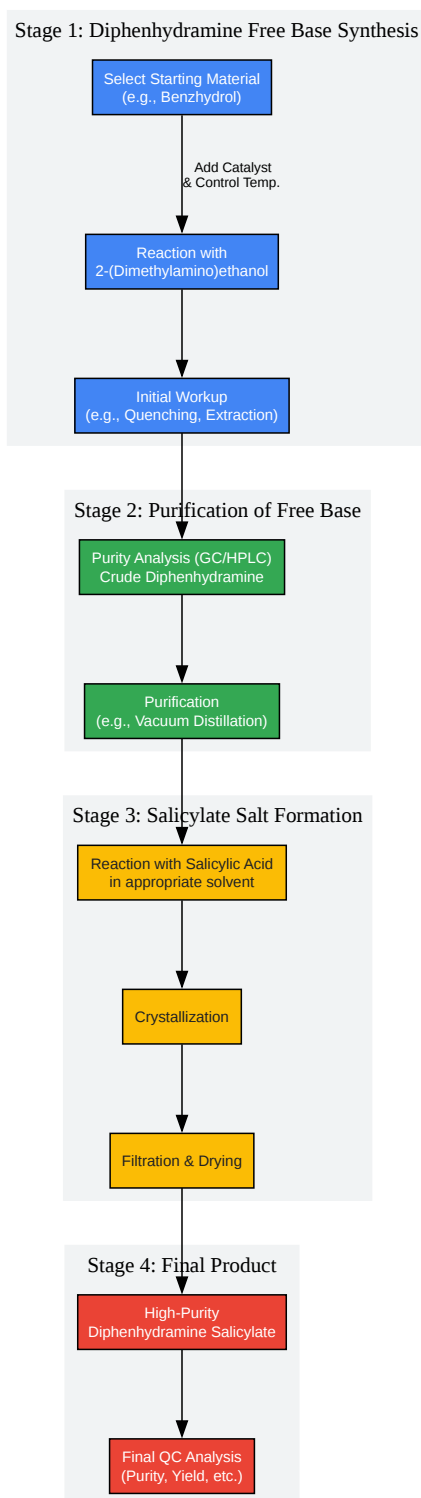 Stage 1: Diphenhydramine Free Base Synthesis
Select Starting Material
(e.g., Benzhydrol)
Add Catalyst
& Control Temp.
Reaction with
2-(Dimethylamino)ethanol
Initial Workup
(e.g., Quenching, Extraction)
Stage 2: Purification of Free Base
Purity Analysis (GC/HPLC)
Crude Diphenhydramine
Purification
(e.g., Vacuum Distillation)
Stage 3: Salicylate Salt Formation
Reaction with Salicylic Acid
in appropriate solvent
Crystallization
Filtration & Drying
Stage 4: Final Product
High-Purity
Diphenhydramine Salicylate
Final QC Analysis
(Purity, Yield, etc.)